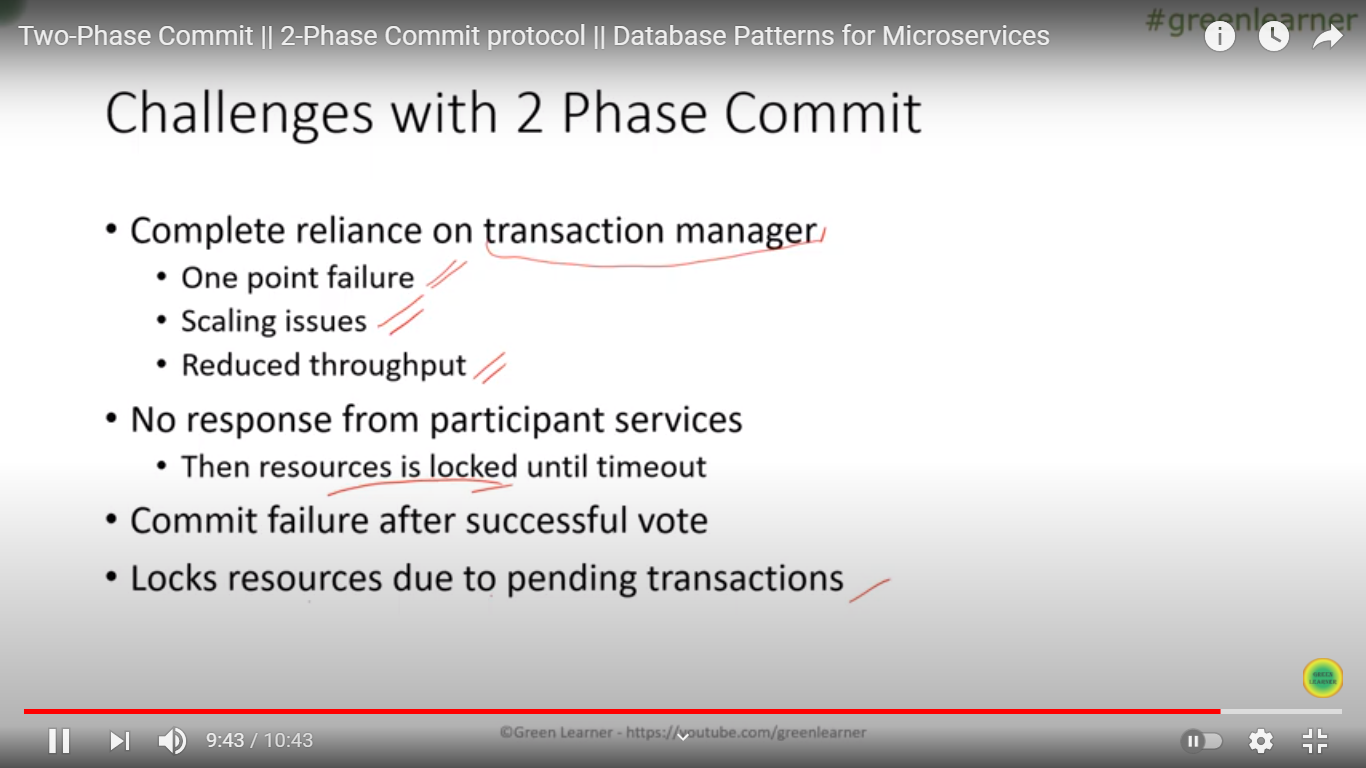 #greenlearner
Two-Phase Commit || 2-Phase Commit protocol || Database Patterns for Microservices
Challenges with 2 Phase Commit
• Complete reliance on transaction manager
• One point failure
• Scaling issues
• Reduced throughput
• No response from participant services
• Then resources is locked until timeout
• Commit failure after successful vote
• Locks resources due to pending transactions
GREEN
LEARNER
9:43 / 10:43
©Green Learner - https://youtube.com/greenlearner